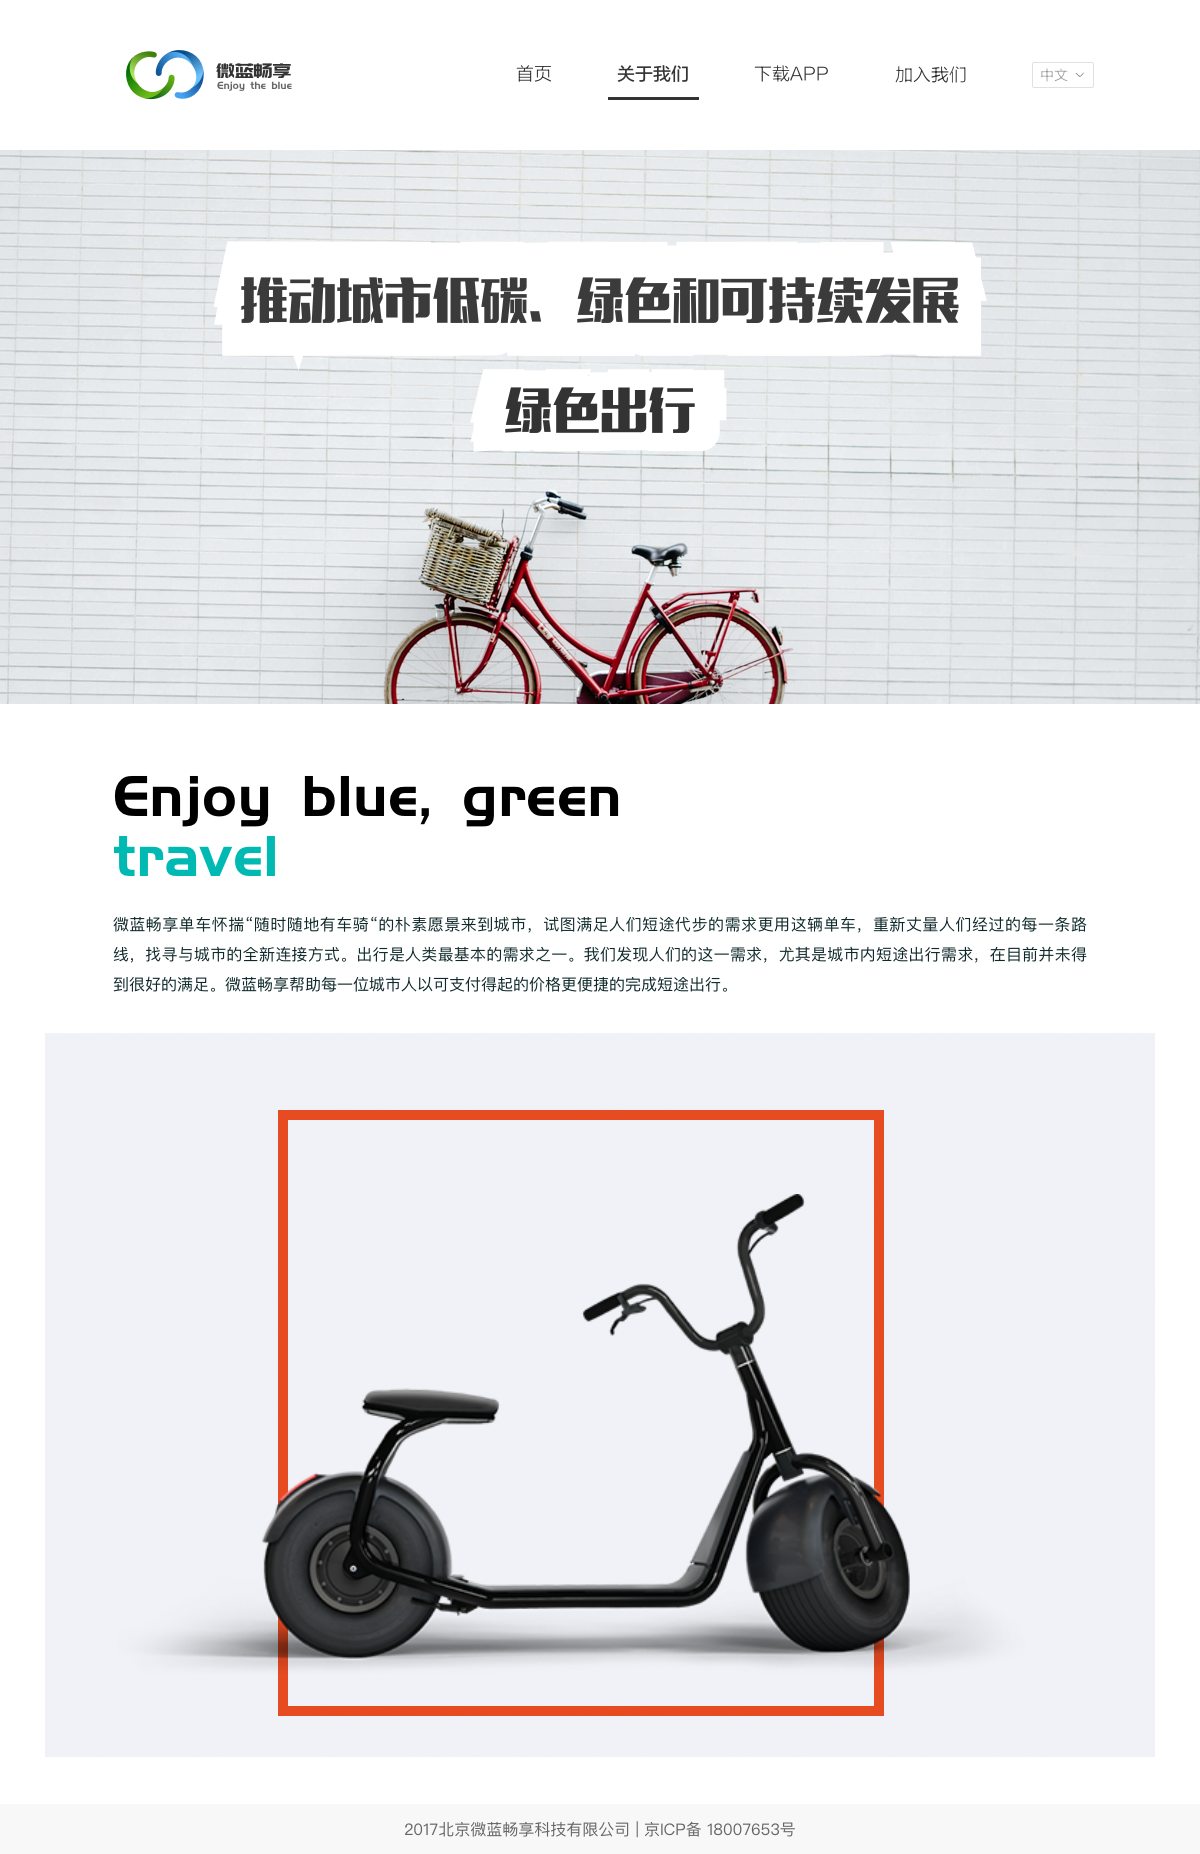 微蓝畅享
Enjoy the blue
首页
关于我们
下载APP
加入我们
中文
推动城市低碳、绿色和可持续发展
绿色出行
Enjoy blue, green
travel
微蓝畅享单车怀揣“随时随地有车骑“的朴素愿景来到城市，试图满足人们短途代步的需求更用这辆单车，重新丈量人们经过的每一条路
线，找寻与城市的全新连接方式。出行是人类最基本的需求之一。我们发现人们的这一需求，尤其是城市内短途出行需求，在目前并未得
到很好的满足。微蓝畅享帮助每一位城市人以可支付得起的价格更便捷的完成短途出行。
2017北京微蓝畅享科技有限公司 | 京ICP备 18007653号